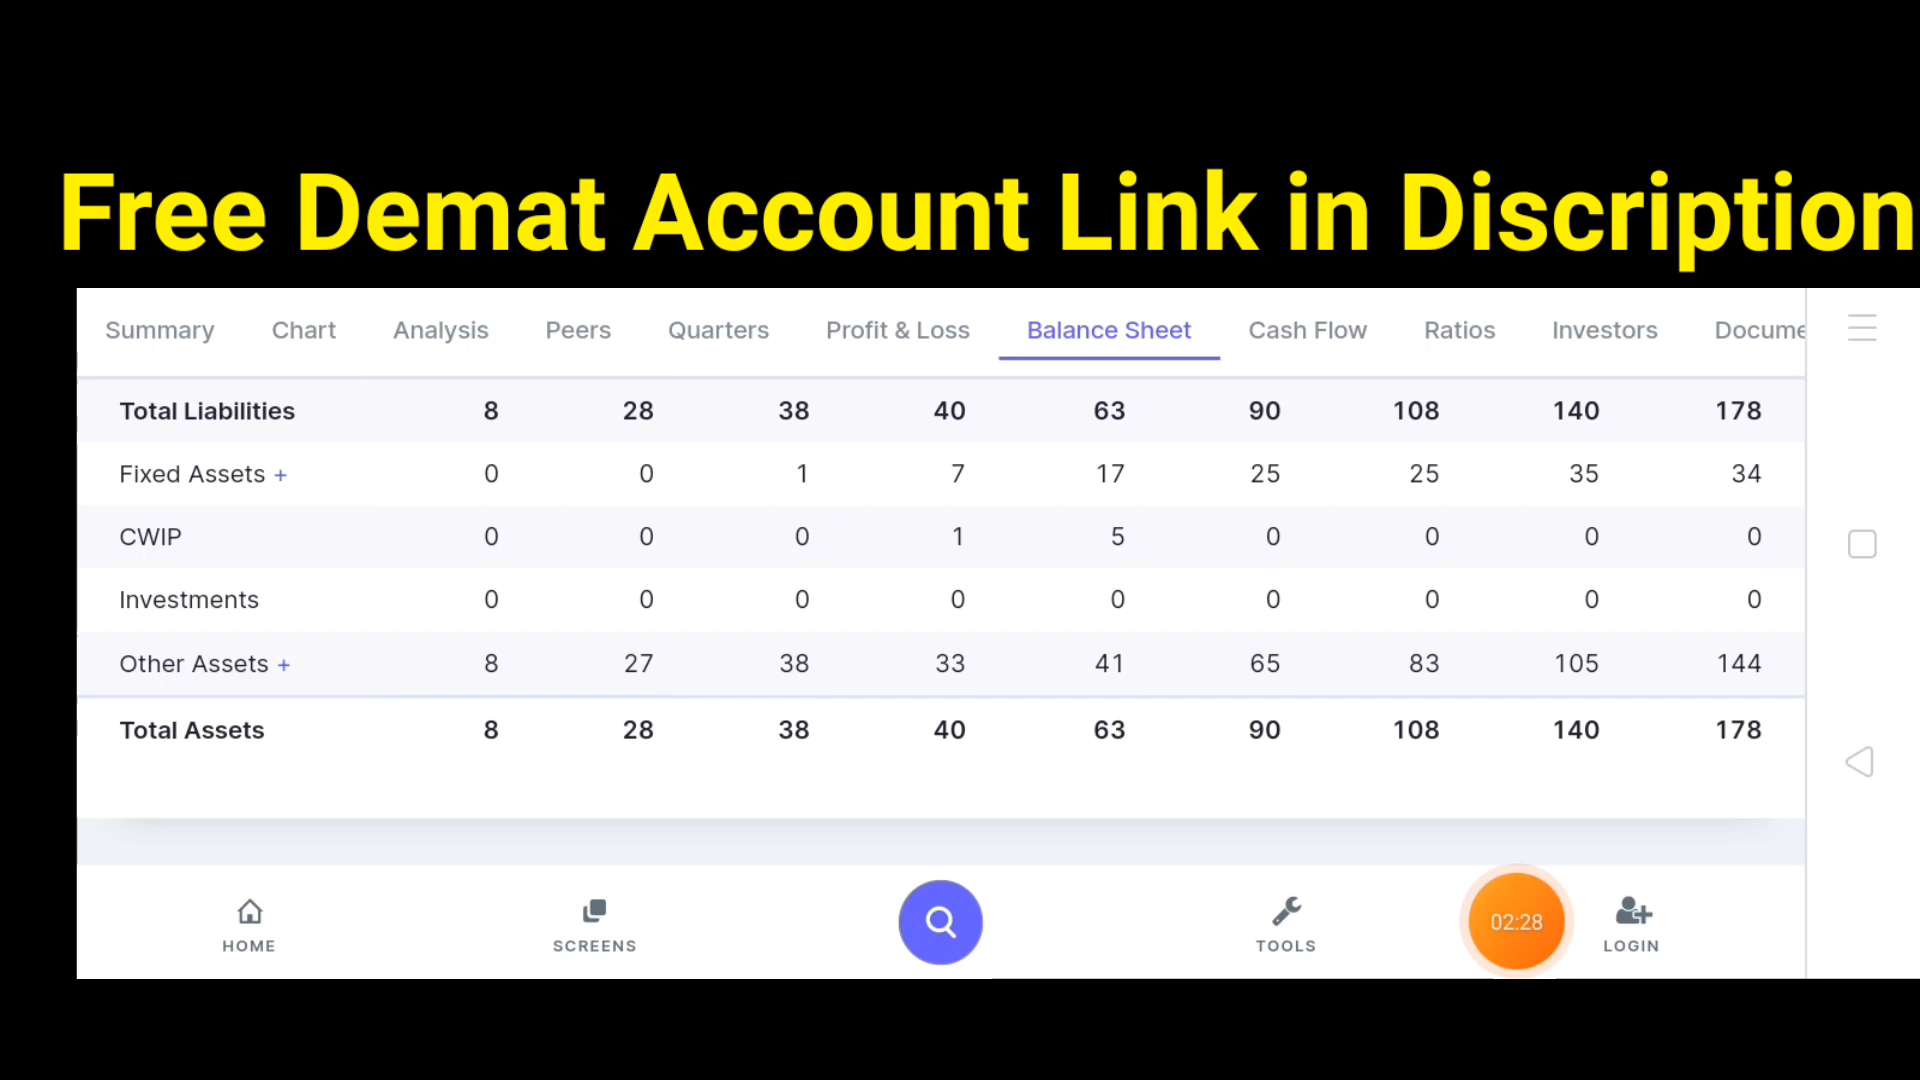 Free Demat Account Link in Discription
Summary Chart Analysis Peers Quarters Profit & Loss Balance Sheet Cash Flow Ratios Investors Docume
Total Liabilities 8 28 38 40 63 90 108 140 178
Fixed Assets + 0 0 1 7 17 25 25 35 34
CWIP 0 0 0 1 5 0 0 0 0
Investments 0 0 0 0 0 0 0 0 0
Other Assets + 8 27 38 33 41 65 83 105 144
Total Assets 8 28 38 40 63 90 108 140 178
HOME SCREENS TOOLS 02:28 LOGIN